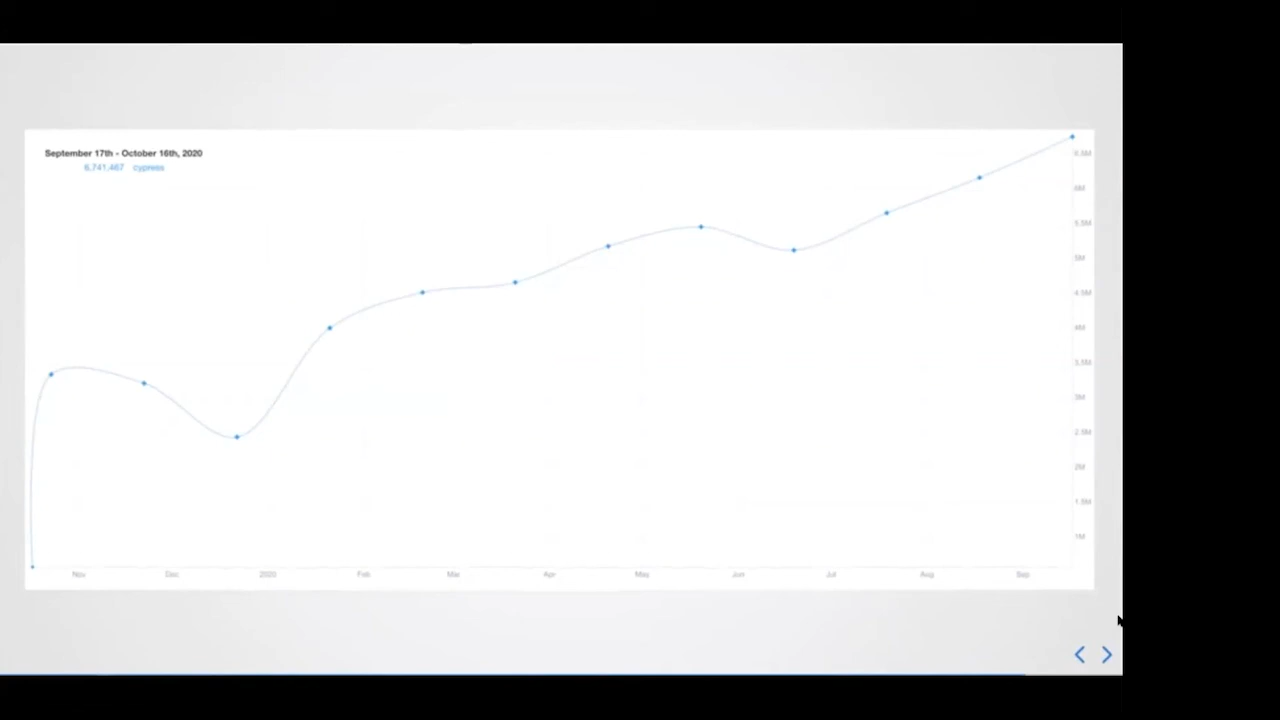 September 17th - October 16th, 2020
6,741,467 cypress
6.5M
6M
5.5M
5M
4.5M
4M
3.5M
3M
2.5M
2M
1.5M
1M
Nov Dec 2020 Feb Mar Apr May Jun Jul Aug Sep